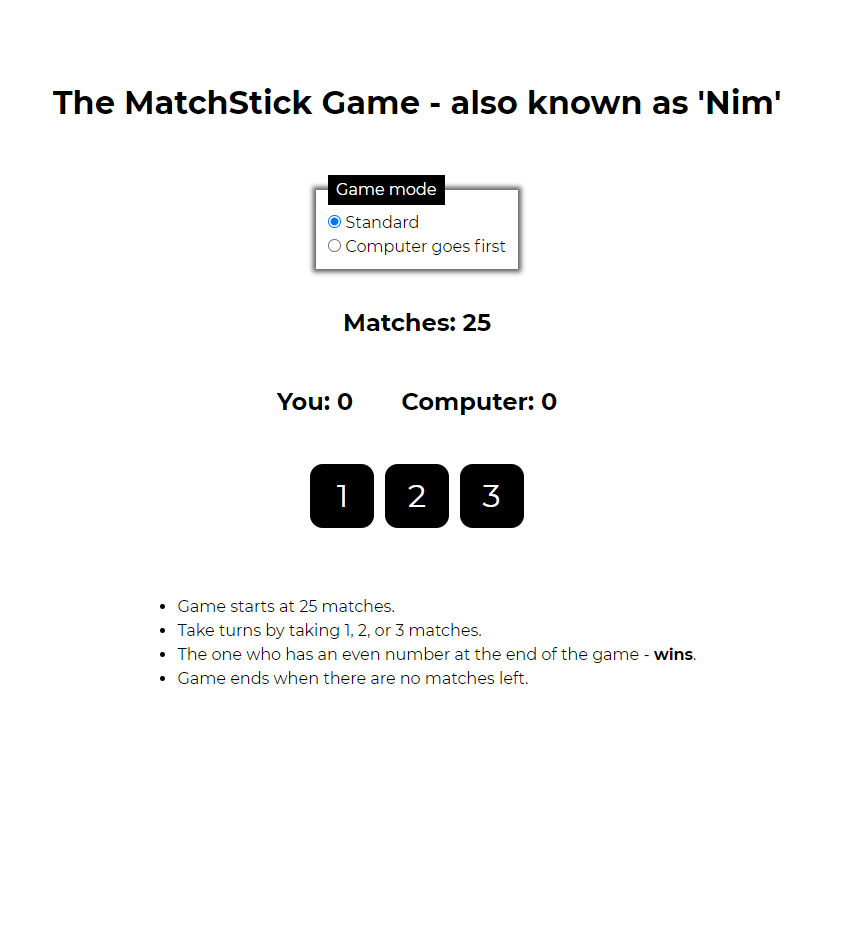 The MatchStick Game - also known as 'Nim'
Game mode
Standard
Computer goes first
Matches: 25
You: 0 Computer: 0
1 2 3
Game starts at 25 matches.
Take turns by taking 1, 2, or 3 matches.
The one who has an even number at the end of the game - wins.
Game ends when there are no matches left.